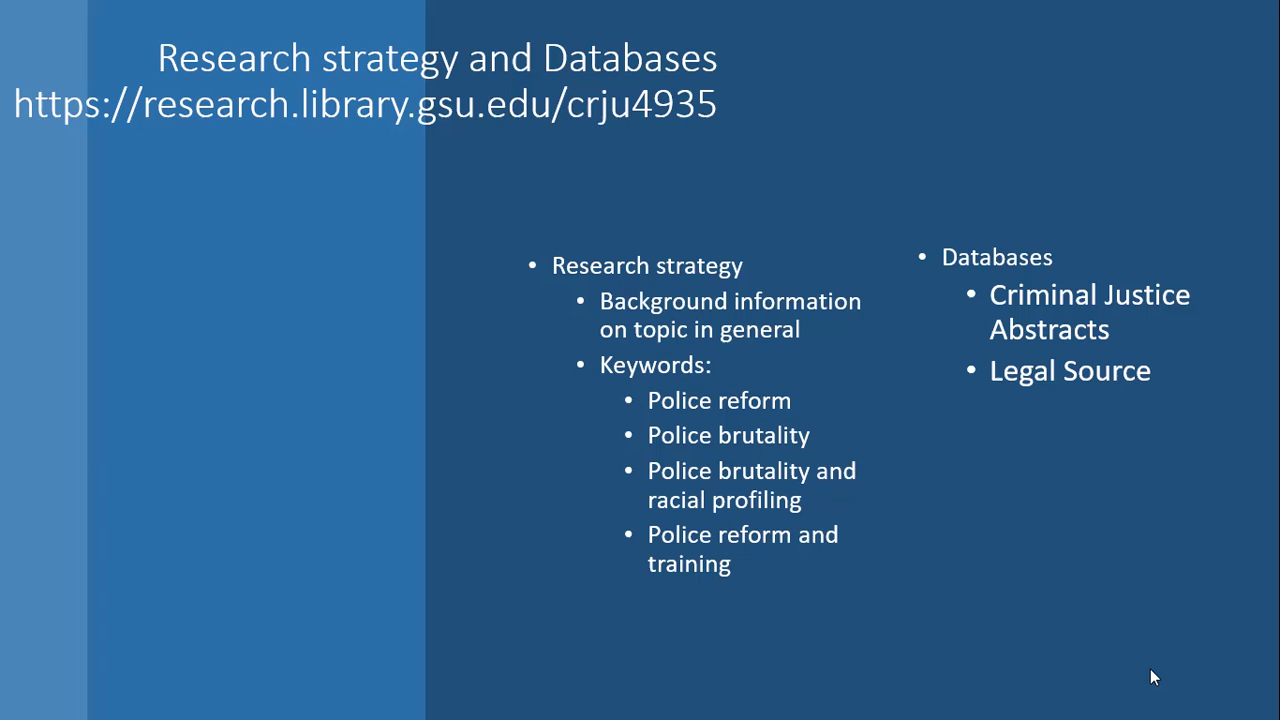 Research strategy and Databases
https://research.library.gsu.edu/crju4935
• Research strategy
• Background information
on topic in general
• Keywords:
• Police reform
• Police brutality
• Police brutality and
racial profiling
• Police reform and
training
• Databases
• Criminal Justice
Abstracts
• Legal Source